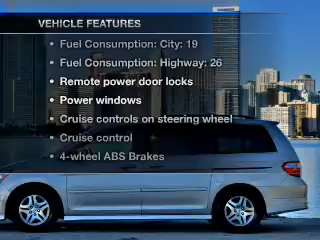 VEHICLE FEATURES
• Fuel Consumption: City: 19
• Fuel Consumption: Highway: 26
• Remote power door locks
• Power windows
• Cruise controls on steering wheel
• Cruise control
• 4-wheel ABS Brakes